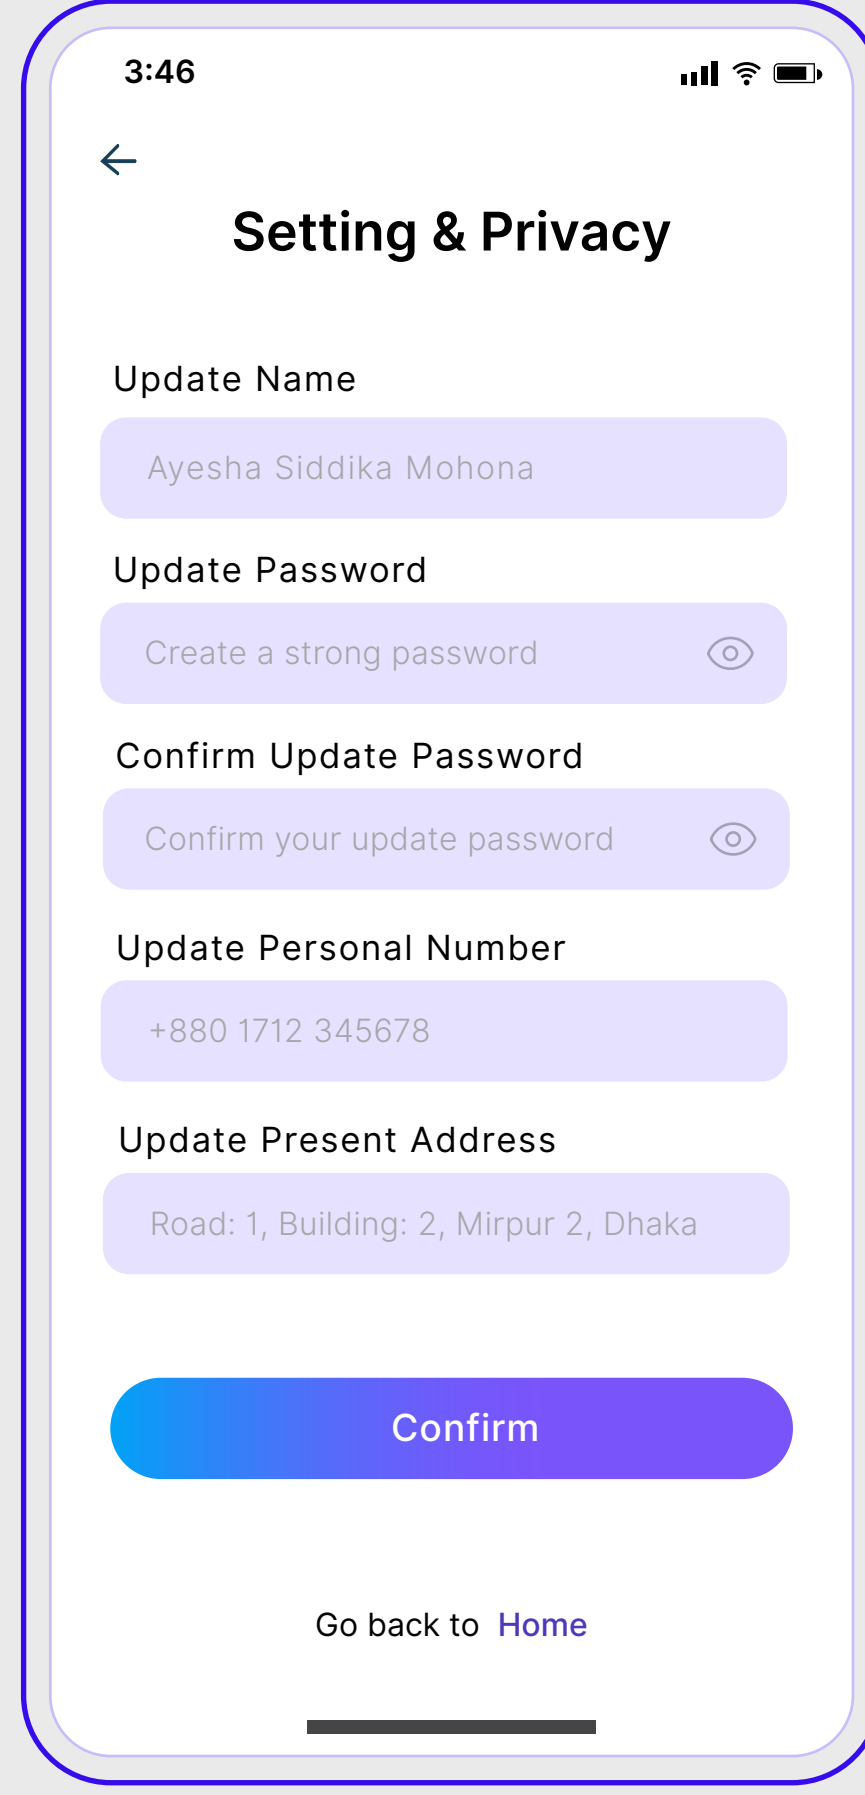 3:46
Setting & Privacy
Update Name
Ayesha Siddika Mohona
Update Password
Create a strong password
Confirm Update Password
Confirm your update password
Update Personal Number
+880 1712 345678
Update Present Address
Road: 1, Building: 2, Mirpur 2, Dhaka
Confirm
Go back to Home